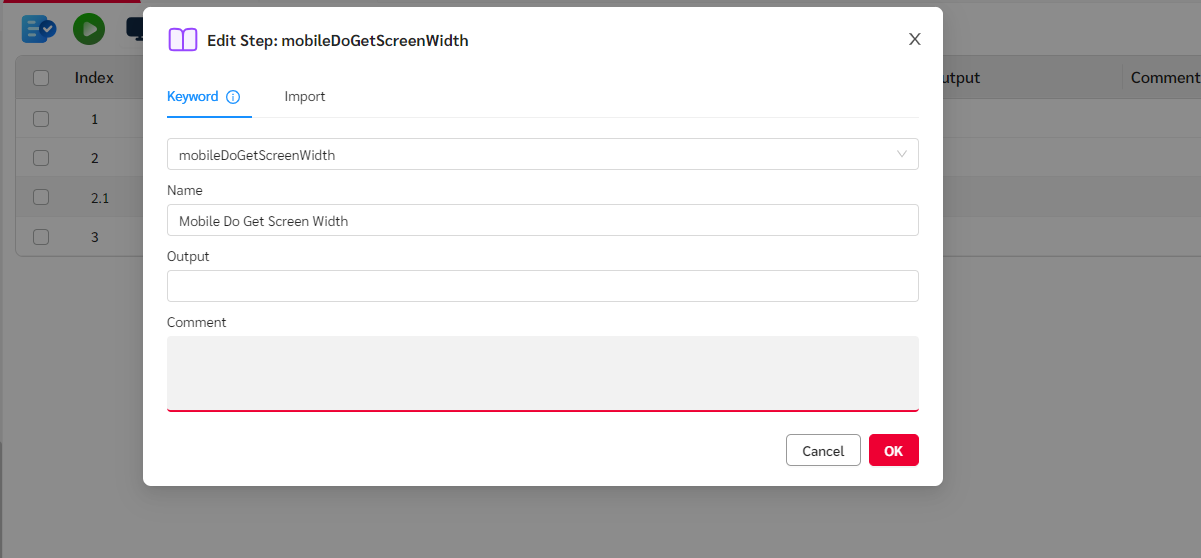 Edit Step: mobileDoGetScreenWidth
Index
utput
Comment
Keyword
Import
1
2
2.1
3
mobileDoGetScreenWidth
Name
Mobile Do Get Screen Width
Output
Comment
Cancel
OK